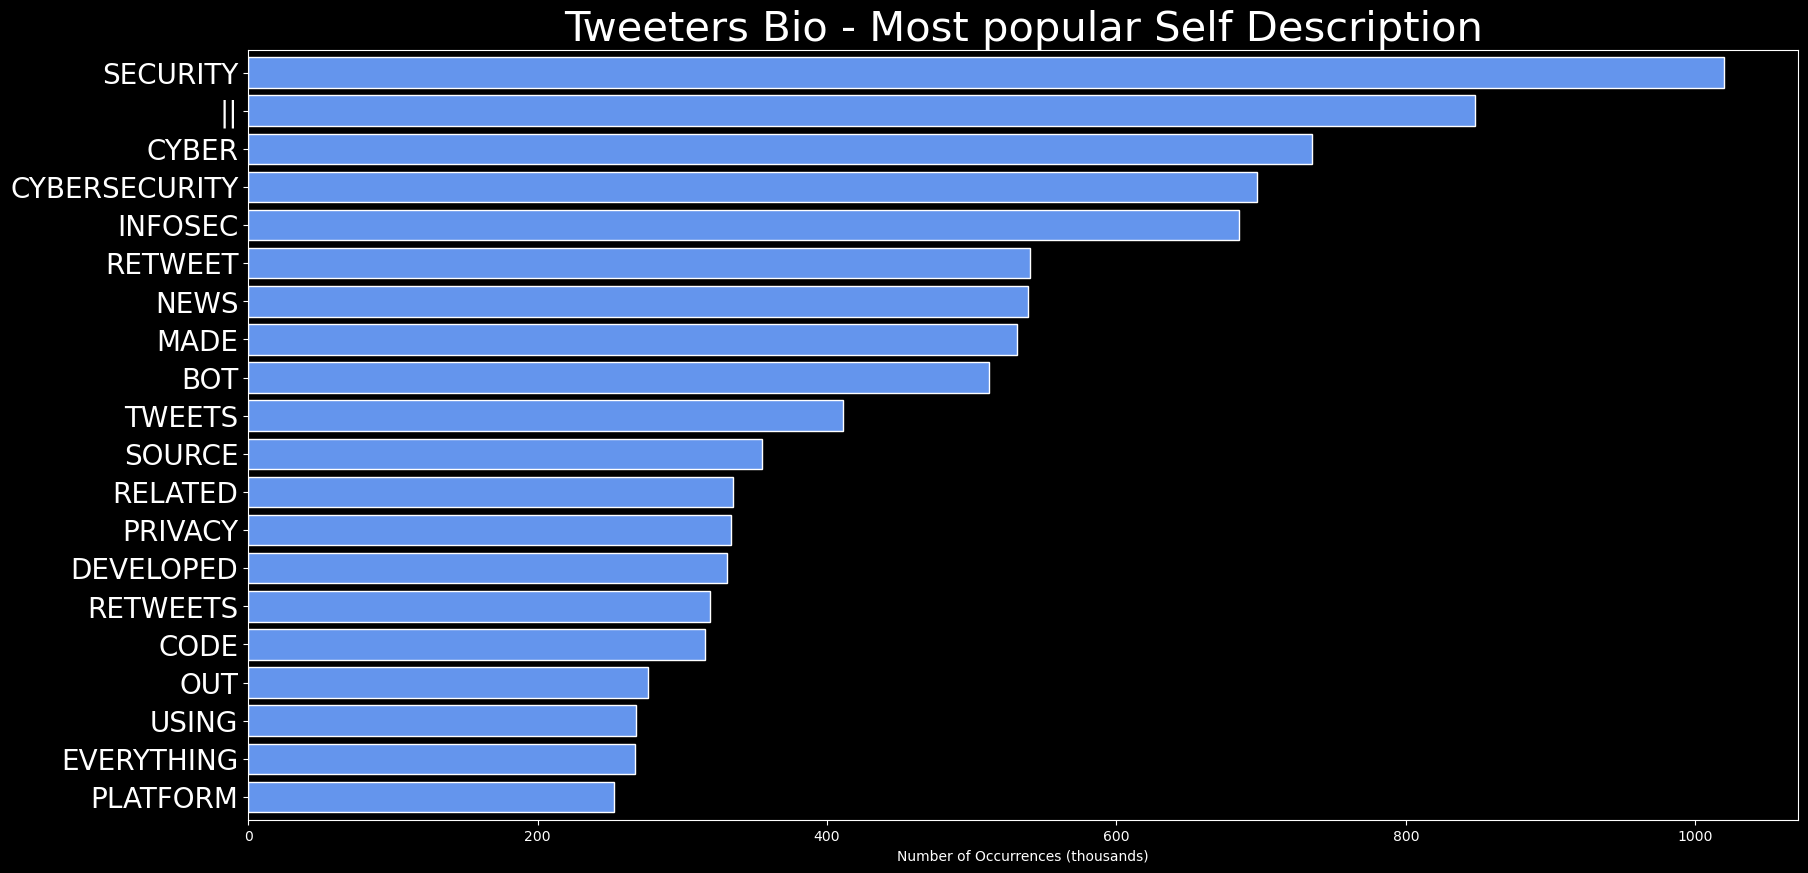 Tweeters Bio - Most popular Self Description
SECURITY
||
CYBER
CYBERSECURITY
INFOSEC
RETWEET
NEWS
MADE
BOT
TWEETS
SOURCE
RELATED
PRIVACY
DEVELOPED
RETWEETS
CODE
OUT
USING
EVERYTHING
PLATFORM
0 200 400 600 800 1000
Number of Occurrences (thousands)